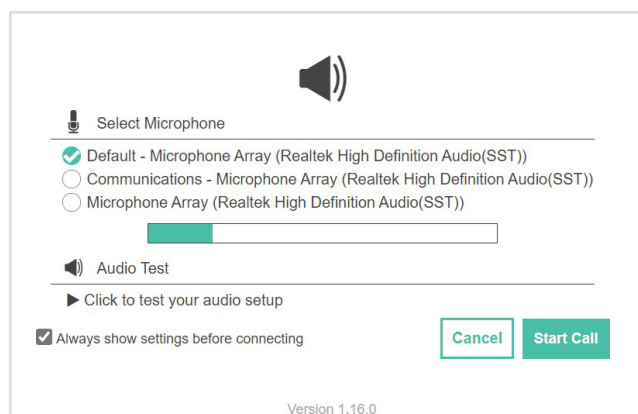 Select Microphone
Default - Microphone Array (Realtek High Definition Audio(SST))
Communications - Microphone Array (Realtek High Definition Audio(SST))
Microphone Array (Realtek High Definition Audio(SST))
Audio Test
Click to test your audio setup
Always show settings before connecting
Cancel
Start Call
Version 1.16.0